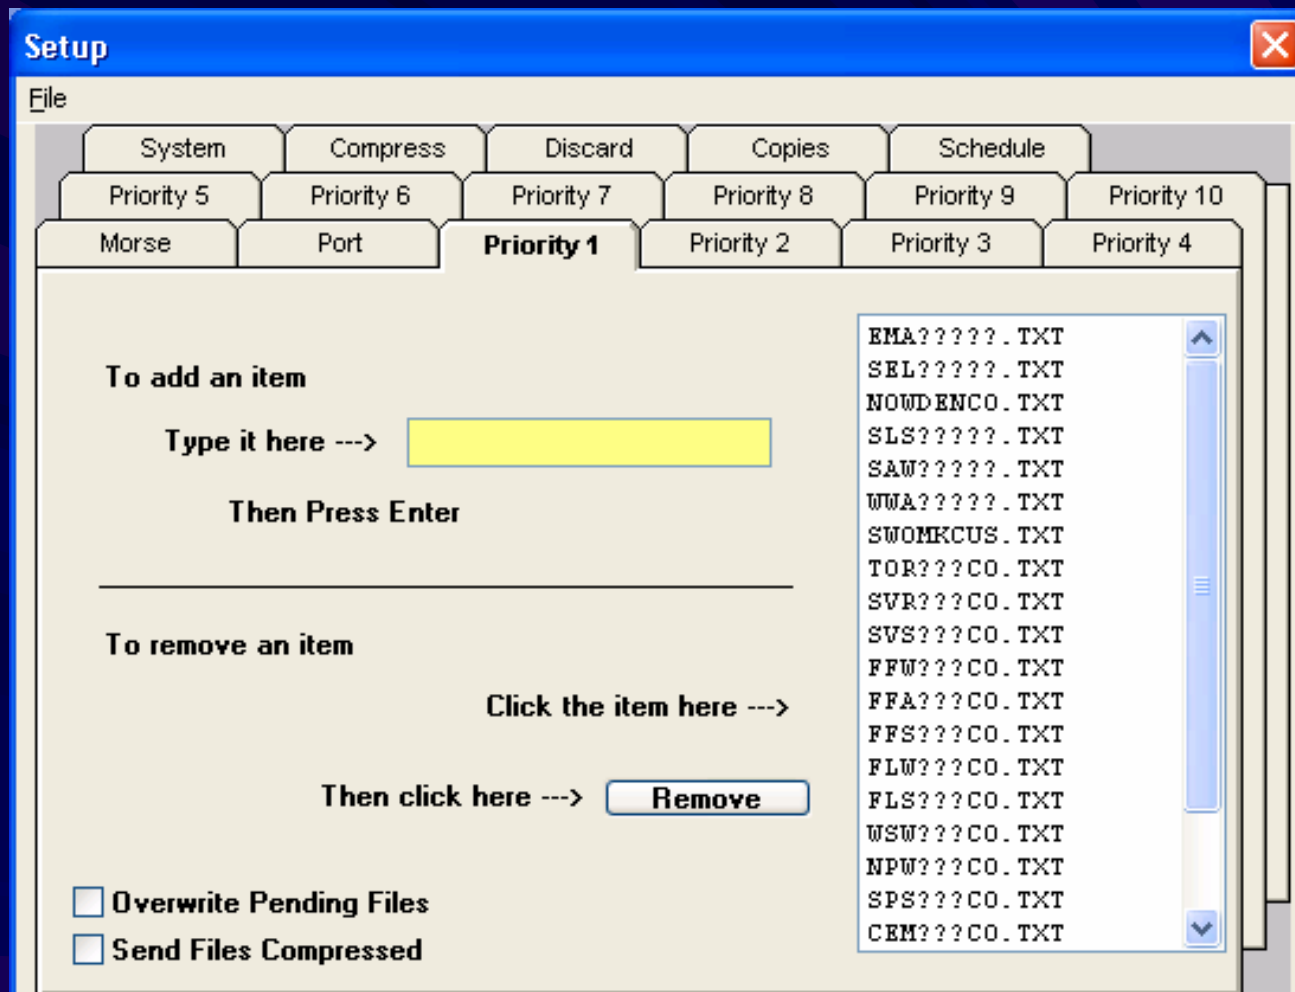 Setup
File
System Compress Discard Copies Schedule
Priority 5 Priority 6 Priority 7 Priority 8 Priority 9 Priority 10
Morse Port Priority 1 Priority 2 Priority 3 Priority 4
To add an item
Type it here --->
Then Press Enter
To remove an item
Click the item here --->
Then click here ---> Remove
Overwrite Pending Files
Send Files Compressed
EMA?????.TXT
SEL?????.TXT
NOWDENCO.TXT
SLS?????.TXT
SAW?????.TXT
WWA?????.TXT
SWOMKCUS.TXT
TOR???CO.TXT
SVR???CO.TXT
SVS???CO.TXT
FFW???CO.TXT
FFA???CO.TXT
FFS???CO.TXT
FLW???CO.TXT
FLS???CO.TXT
WSW???CO.TXT
NPW???CO.TXT
SPS???CO.TXT
CEM???CO.TXT